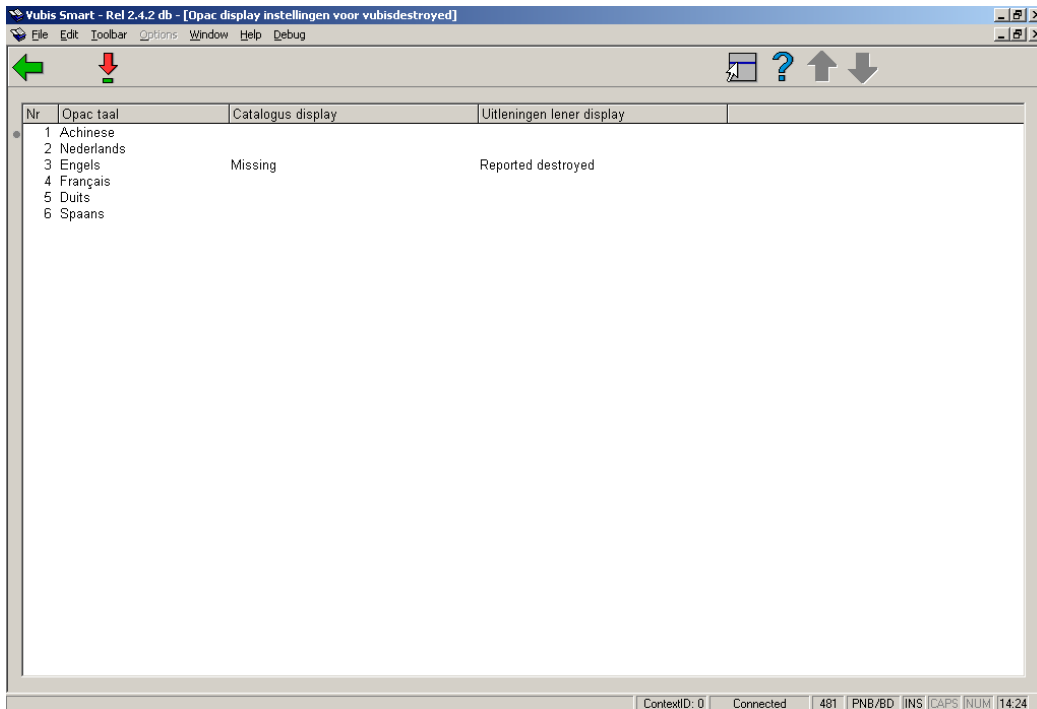 Vubis Smart - Rel 2.4.2 db - [Opac display instellingen voor vubisdestroyed]
File Edit Toolbar Options Window Help Debug
Nr Opac taal Catalogus display Uitleningen lener display
1 Achinese
2 Nederlands
3 Engels Missing Reported destroyed
4 Français
5 Duits
6 Spaans
ContextID: 0 Connected 481 PNB/BD INS CAPS NUM 14:24